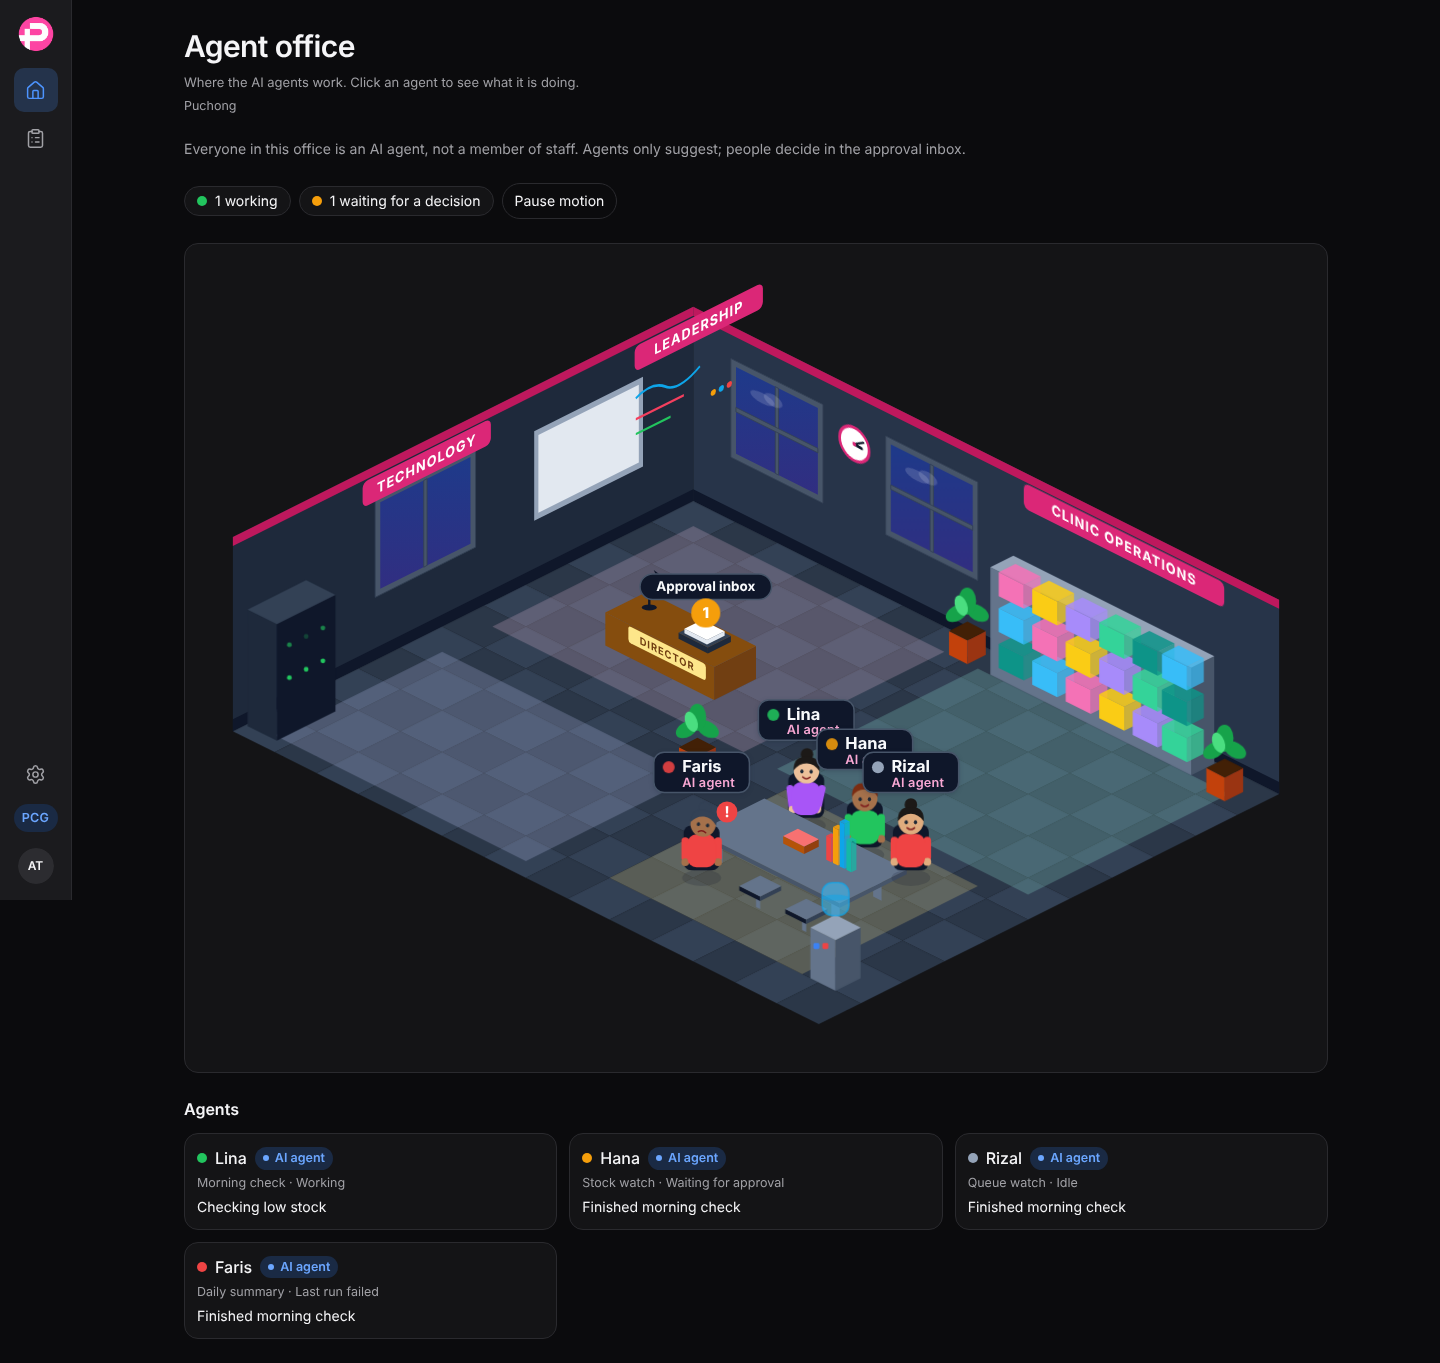 Agent office
Where the AI agents work. Click an agent to see what it is doing.
Puchong
Everyone in this office is an AI agent, not a member of staff. Agents only suggest; people decide in the approval inbox.
1 working
1 waiting for a decision
Pause motion
LEADERSHIP
TECHNOLOGY
CLINIC OPERATIONS
Approval inbox
1
DIRECTOR
Lina
AI agent
Hana
AI
Rizal
AI agent
Faris
AI agent
!
PCG
AT
Agents
Lina
AI agent
Morning check · Working
Checking low stock
Hana
AI agent
Stock watch · Waiting for approval
Finished morning check
Rizal
AI agent
Queue watch · Idle
Finished morning check
Faris
AI agent
Daily summary · Last run failed
Finished morning check